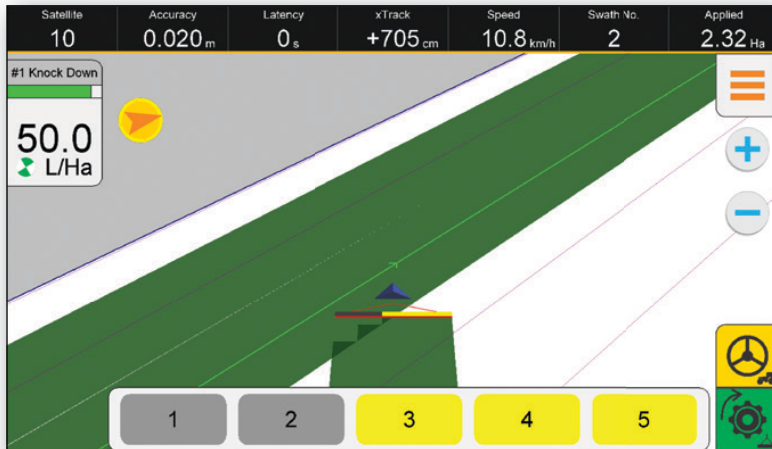 Satellite Accuracy Latency xTrack Speed Swath No. Applied
10 0.020 m 0 s +705 cm 10.8 km/h 2 2.32 Ha
#1 Knock Down
50.0
L/Ha
1 2 3 4 5